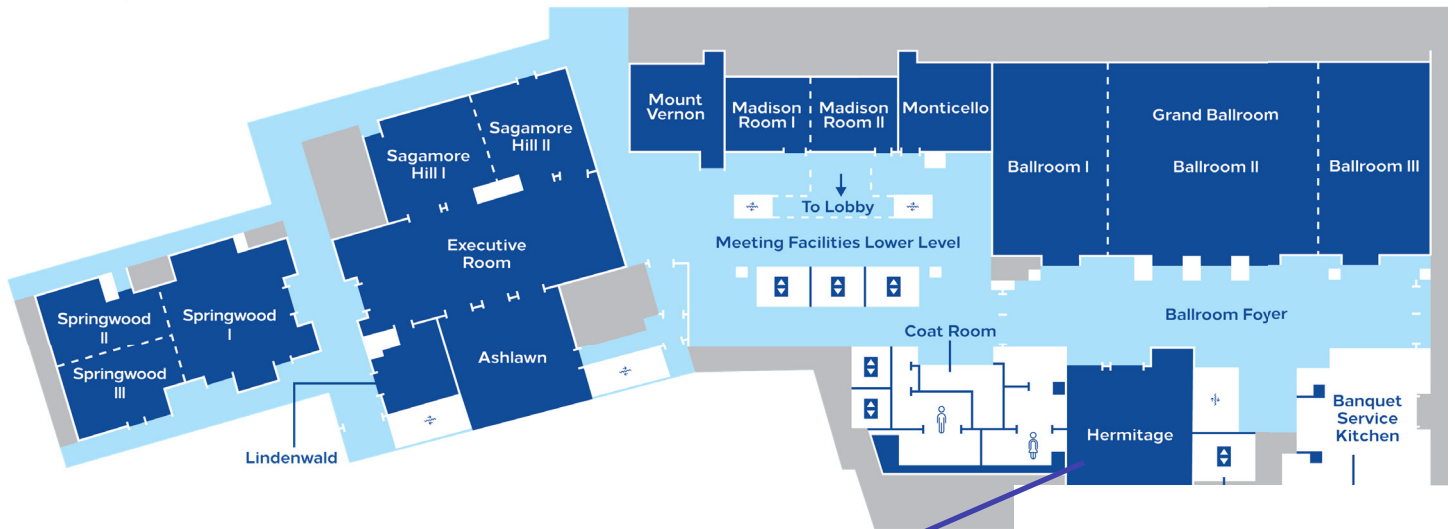 Mount
Vernon
Madison
Room I
Madison
Room II
Monticello
Grand Ballroom
Ballroom I
Ballroom II
Ballroom III
Sagamore
Hill II
Sagamore
Hill I
To Lobby
Meeting Facilities Lower Level
Executive
Room
Springwood
II
Springwood
I
Springwood
III
Ashlawn
Lindenwald
Coat Room
Ballroom Foyer
Hermitage
Banquet
Service
Kitchen